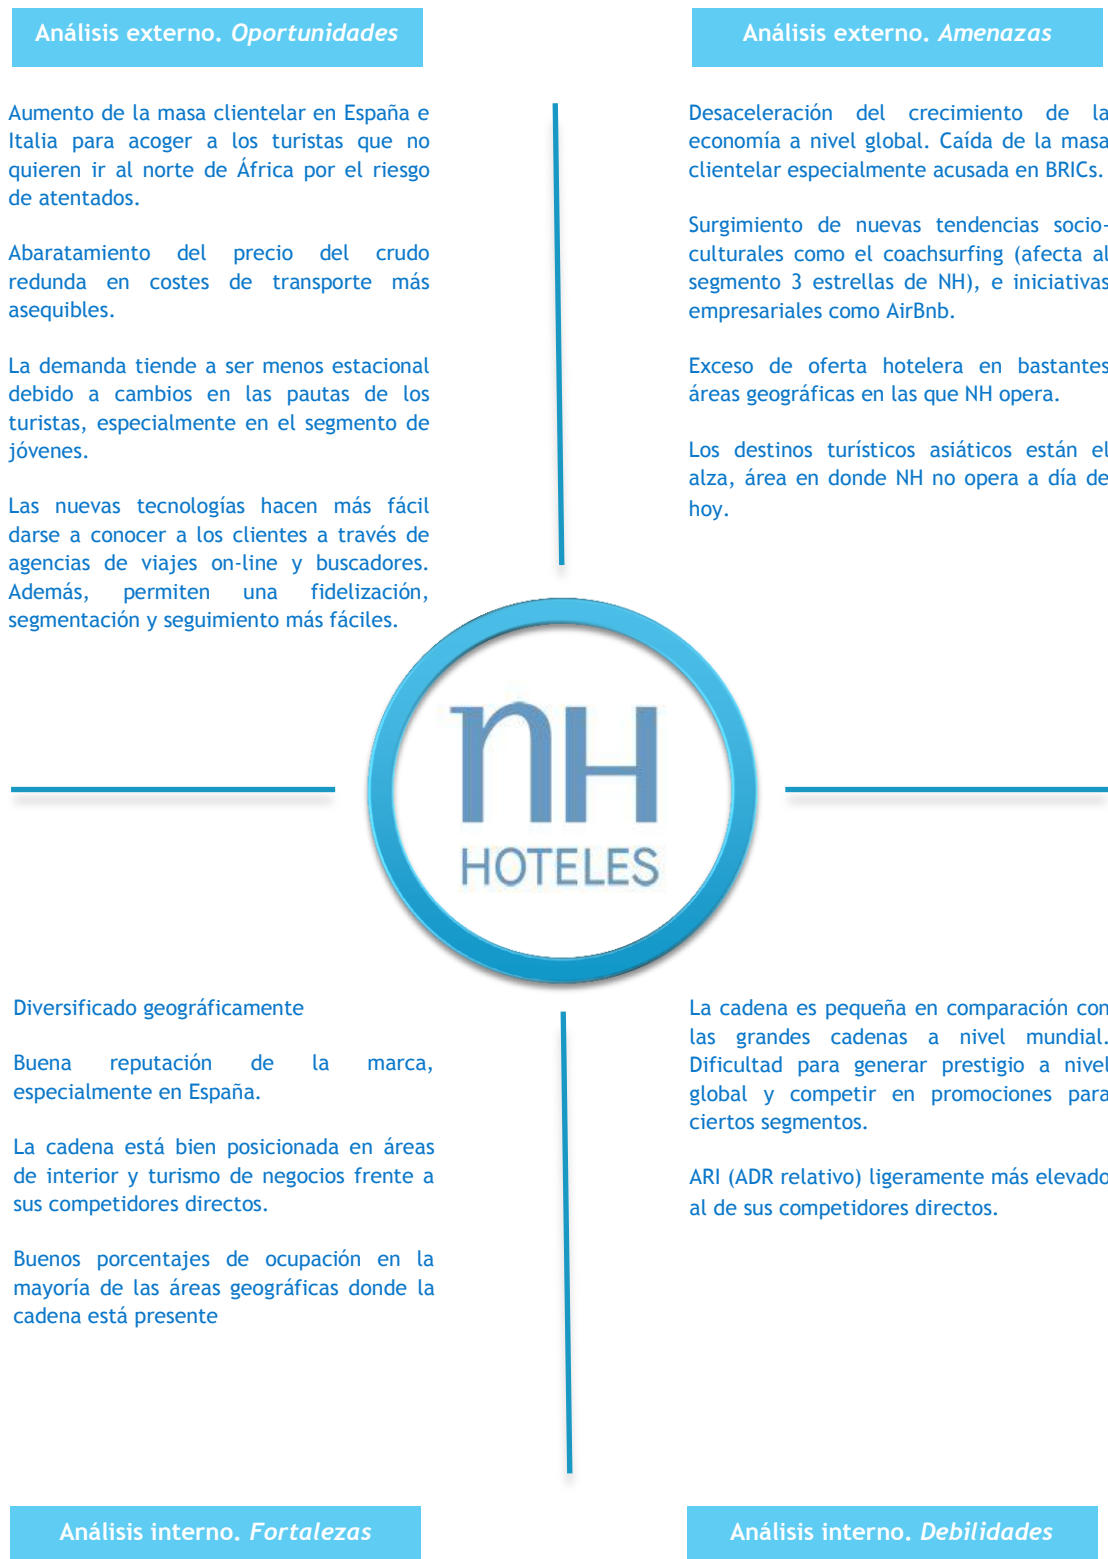 Análisis externo. Oportunidades
Aumento de la masa clientelar en España e
Italia para acoger a los turistas que no
quieren ir al norte de África por el riesgo
de atentados.
Abaratamiento del precio del crudo
redunda en costes de transporte más
asequibles.
La demanda tiende a ser menos estacional
debido a cambios en las pautas de los
turistas, especialmente en el segmento de
jóvenes.
Las nuevas tecnologías hacen más fácil
darse a conocer a los clientes a través de
agencias de viajes on-line y buscadores.
Además, permiten una fidelización,
segmentación y seguimiento más fáciles.
Análisis externo. Amenazas
Desaceleración del crecimiento de la
economía a nivel global. Caída de la masa
clientelar especialmente acusada en BRICs.
Surgimiento de nuevas tendencias socio-
culturales como el coachsurfing (afecta al
segmento 3 estrellas de NH), e iniciativas
empresariales como AirBnb.
Exceso de oferta hotelera en bastantes
áreas geográficas en las que NH opera.
Los destinos turísticos asiáticos están el
alza, área en donde NH no opera a día de
hoy.
nH
HOTELES
Diversificado geográficamente
Buena reputación de la marca,
especialmente en España.
La cadena está bien posicionada en áreas
de interior y turismo de negocios frente a
sus competidores directos.
Buenos porcentajes de ocupación en la
mayoría de las áreas geográficas donde la
cadena está presente
Análisis interno. Fortalezas
La cadena es pequeña en comparación con
las grandes cadenas a nivel mundial.
Dificultad para generar prestigio a nivel
global y competir en promociones para
ciertos segmentos.
ARI (ADR relativo) ligeramente más elevado
al de sus competidores directos.
Análisis interno. Debilidades